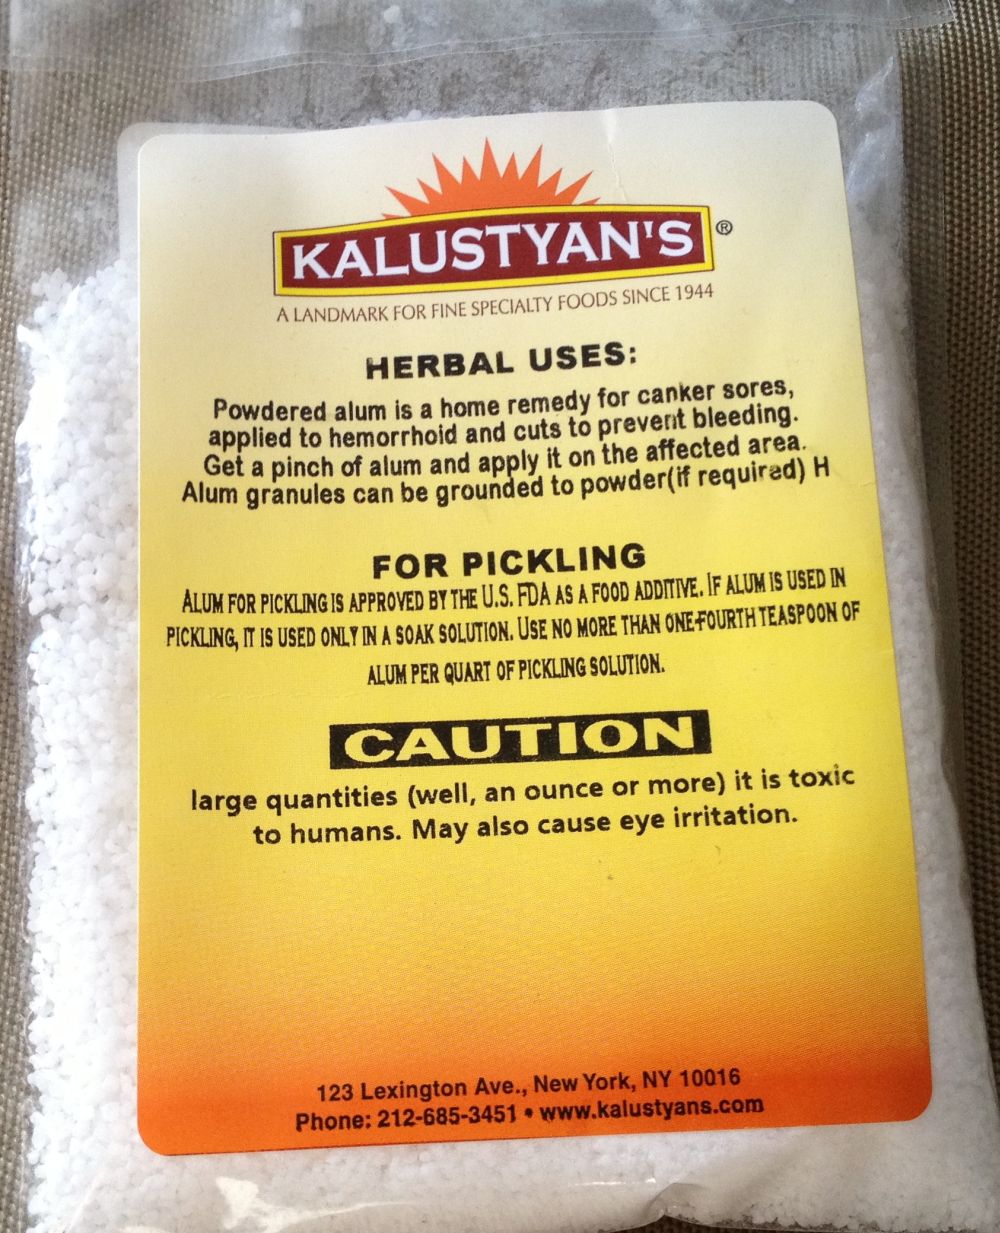 KALUSTYAN'S®
A LANDMARK FOR FINE SPECIALTY FOODS SINCE 1944
HERBAL USES:
Powdered alum is a home remedy for canker sores,
applied to hemorrhoid and cuts to prevent bleeding.
Get a pinch of alum and apply it on the affected area.
Alum granules can be grounded to powder(if required) H
FOR PICKLING
ALUM FOR PICKLING IS APPROVED BY THE U.S. FDA AS A FOOD ADDITIVE. IF ALUM IS USED IN
PICKLING, IT IS USED ONLY IN A SOAK SOLUTION. USE NO MORE THAN ONE-FOURTH TEASPOON OF
ALUM PER QUART OF PICKLING SOLUTION.
CAUTION
large quantities (well, an ounce or more) it is toxic
to humans. May also cause eye irritation.
123 Lexington Ave., New York, NY 10016
Phone: 212-685-3451 • www.kalustyans.com